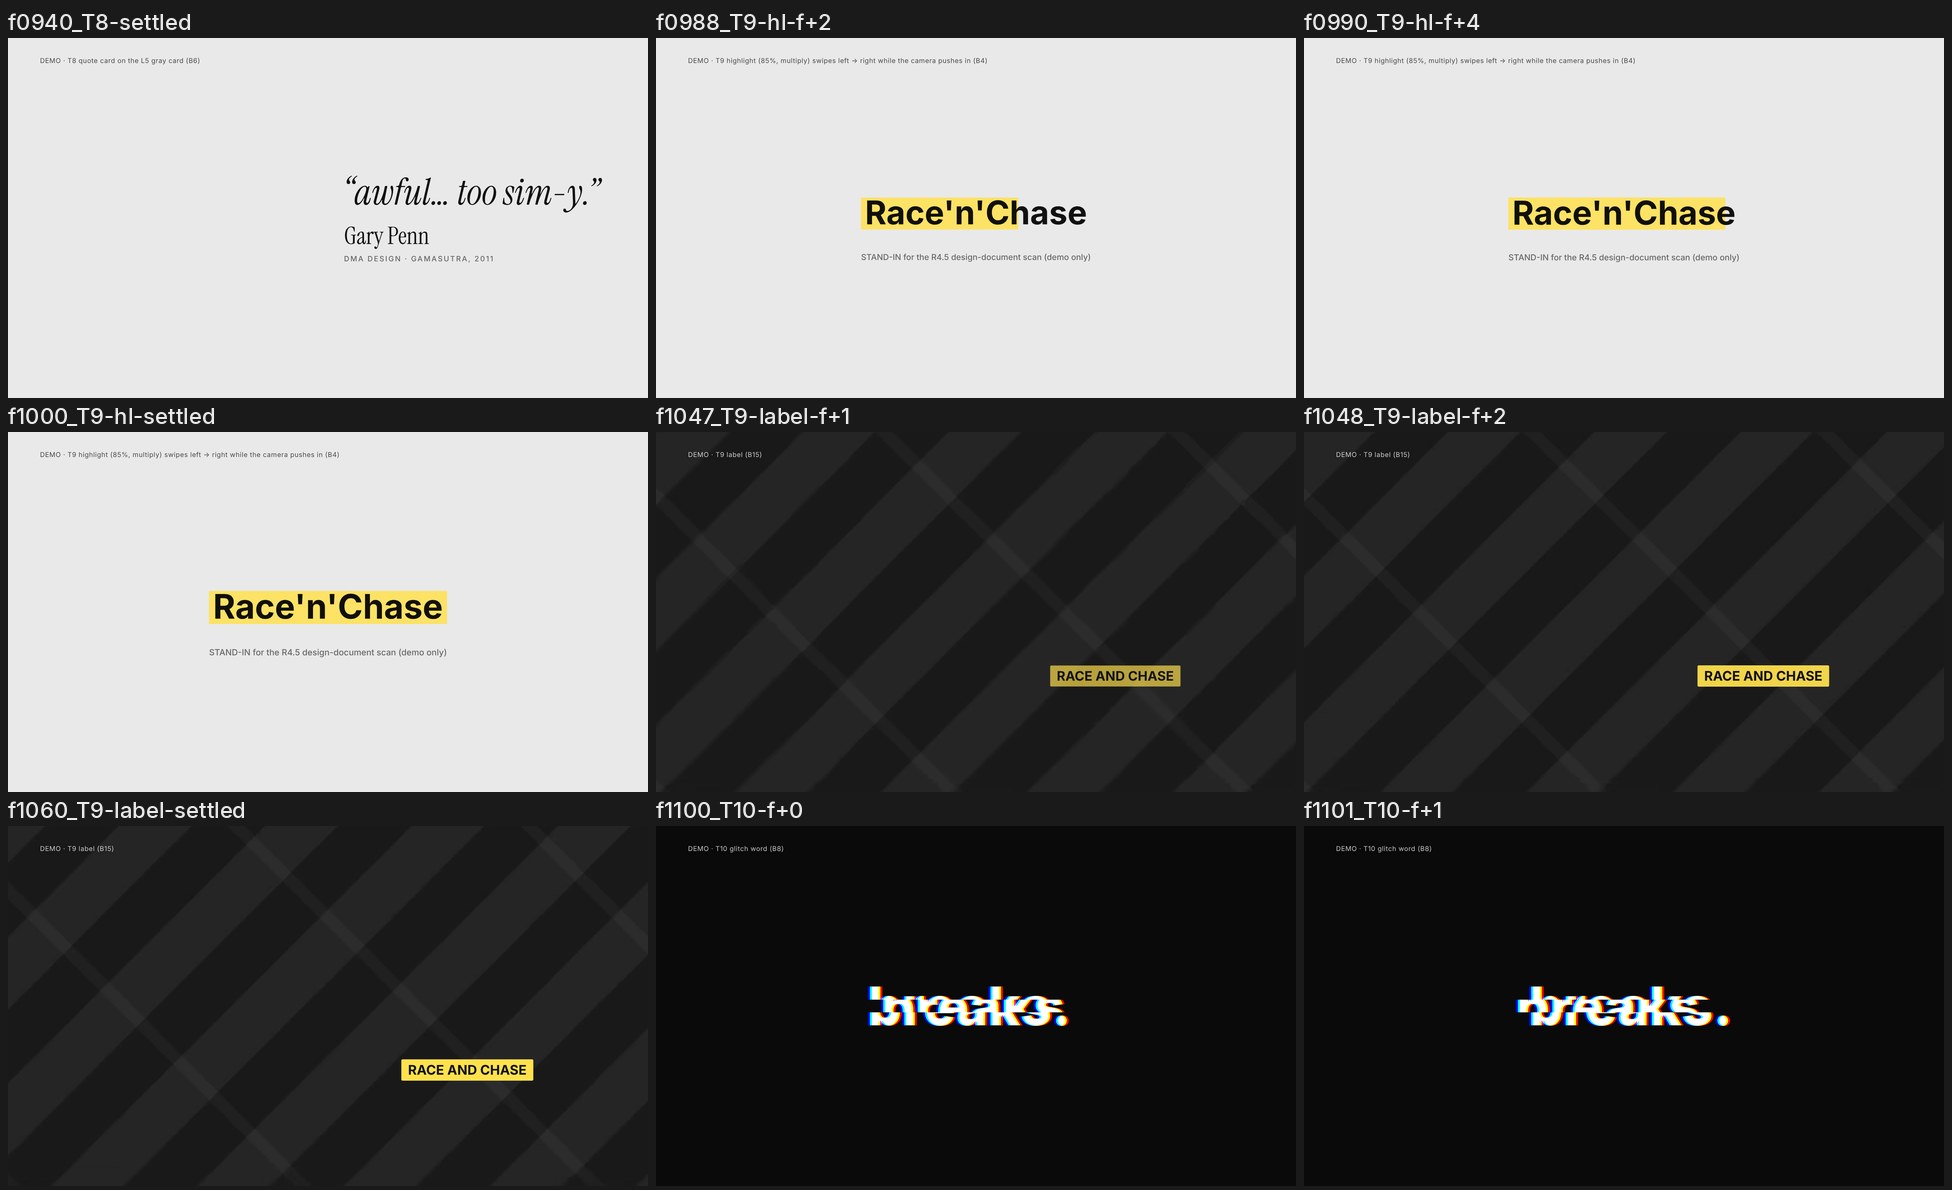 f0940_T8-settled
DEMO · T8 quote card on the L5 gray card (B6)
“awful... too sim-y.”
Gary Penn
DMA DESIGN · GAMASUTRA, 2011
f0988_T9-hl-f+2
DEMO · T9 highlight (85%, multiply) swipes left → right while the camera pushes in (B4)
Race'n'Chase
STAND-IN for the R4.5 design-document scan (demo only)
f0990_T9-hl-f+4
DEMO · T9 highlight (85%, multiply) swipes left → right while the camera pushes in (B4)
Race'n'Chase
STAND-IN for the R4.5 design-document scan (demo only)
f1000_T9-hl-settled
DEMO · T9 highlight (85%, multiply) swipes left → right while the camera pushes in (B4)
Race'n'Chase
STAND-IN for the R4.5 design-document scan (demo only)
f1047_T9-label-f+1
DEMO · T9 label (B15)
RACE AND CHASE
f1048_T9-label-f+2
DEMO · T9 label (B15)
RACE AND CHASE
f1060_T9-label-settled
DEMO · T9 label (B15)
RACE AND CHASE
f1100_T10-f+0
DEMO · T10 glitch word (B8)
breaks.
f1101_T10-f+1
DEMO · T10 glitch word (B8)
breaks.